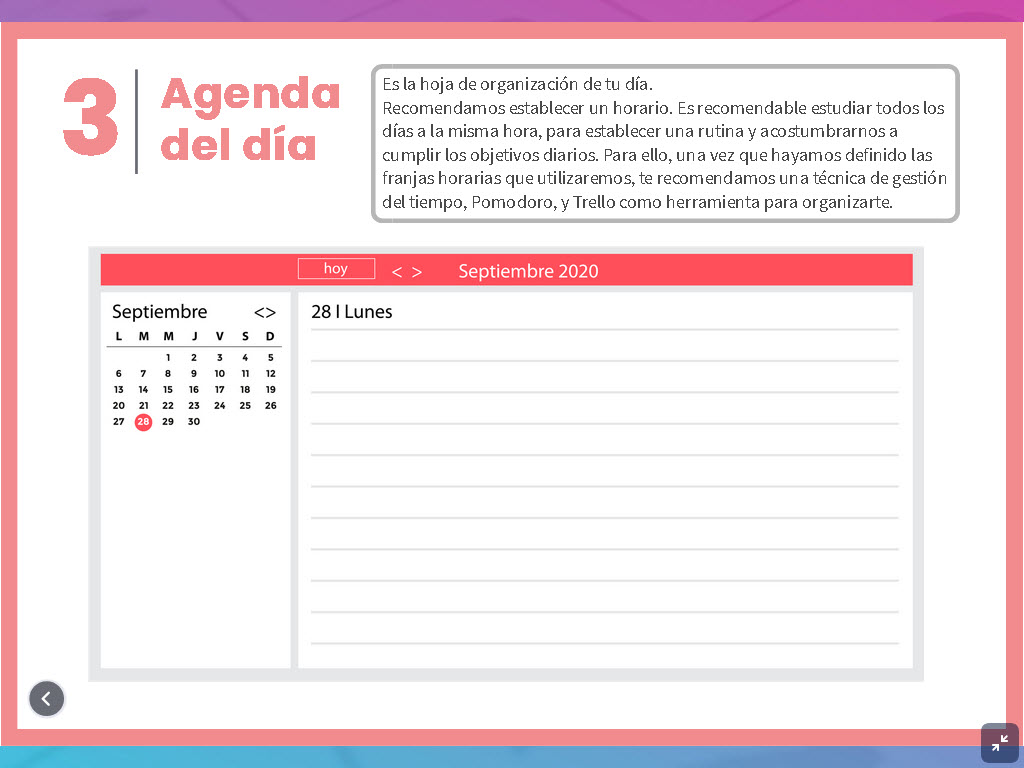 3
Agenda
del día
Es la hoja de organización de tu día.
Recomendamos establecer un horario. Es recomendable estudiar todos los
días a la misma hora, para establecer una rutina y acostumbrarnos a
cumplir los objetivos diarios. Para ello, una vez que hayamos definido las
franjas horarias que utilizaremos, te recomendamos una técnica de gestión
del tiempo, Pomodoro, y Trello como herramienta para organizarte.
hoy < > Septiembre 2020
Septiembre <>
L M M J V S D
1 2 3 4 5
6 7 8 9 10 11 12
13 14 15 16 17 18 19
20 21 22 23 24 25 26
27 28 29 30
28 I Lunes